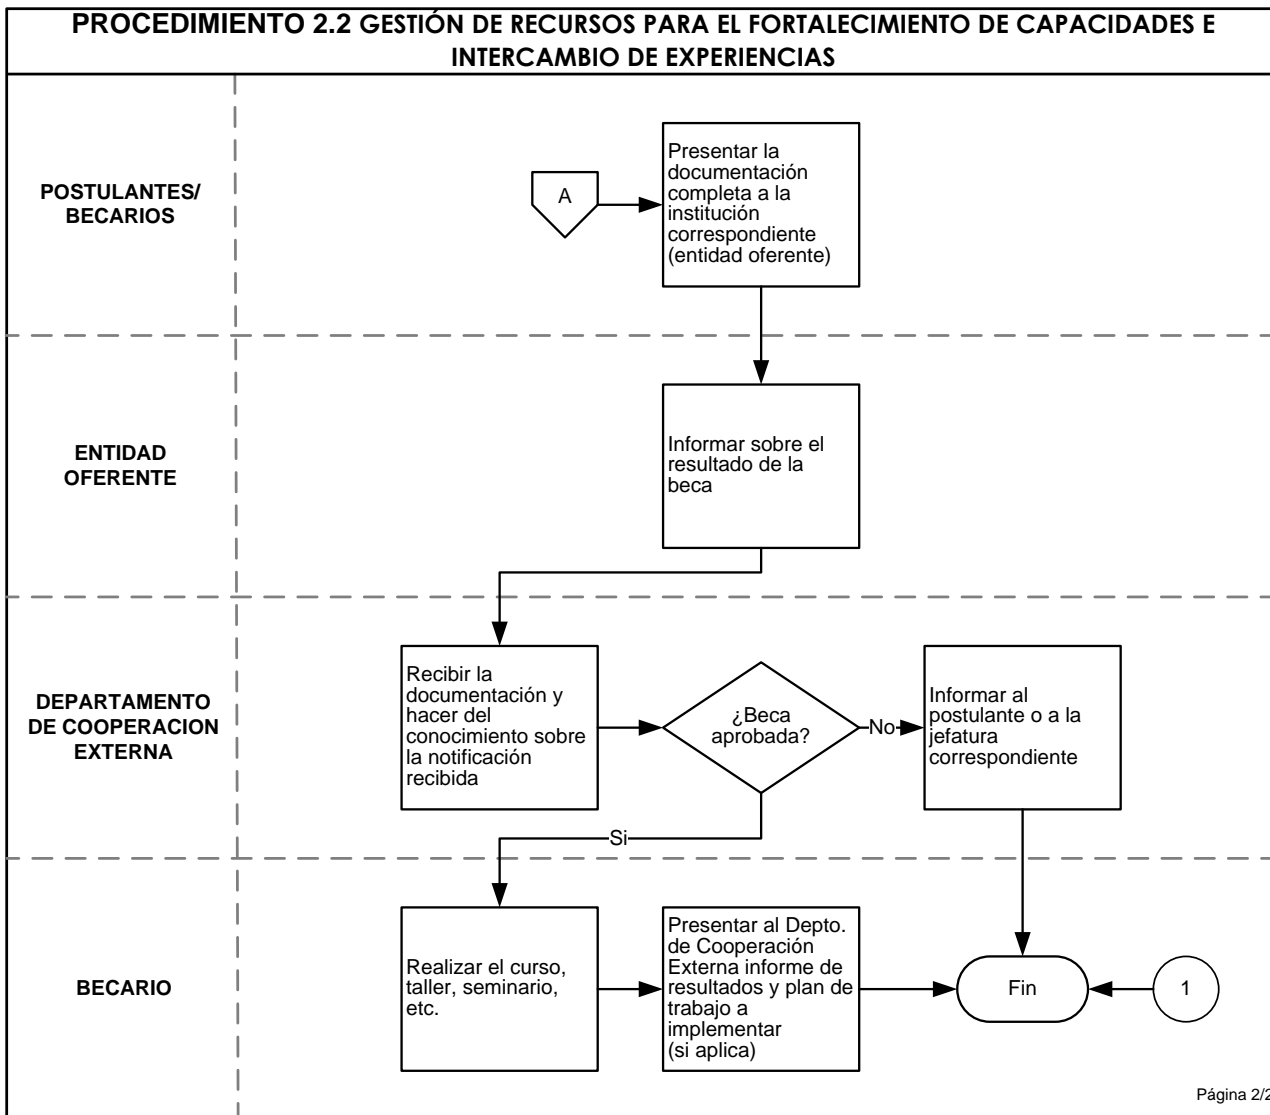 PROCEDIMIENTO 2.2 GESTIÓN DE RECURSOS PARA EL FORTALECIMIENTO DE CAPACIDADES E
INTERCAMBIO DE EXPERIENCIAS
POSTULANTES/
BECARIOS
A
Presentar la
documentación
completa a la
institución
correspondiente
(entidad oferente)
ENTIDAD
OFERENTE
Informar sobre el
resultado de la
beca
DEPARTAMENTO
DE COOPERACION
EXTERNA
Recibir la
documentación y
hacer del
conocimiento sobre
la notificación
recibida
¿Beca
aprobada?
No
Informar al
postulante o a la
jefatura
correspondiente
Si
BECARIO
Realizar el curso,
taller, seminario,
etc.
Presentar al Depto.
de Cooperación
Externa informe de
resultados y plan de
trabajo a
implementar
(si aplica)
Fin
1
Página 2/2